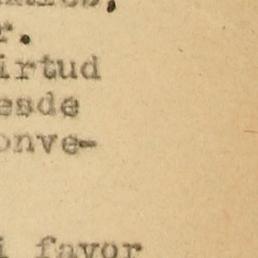 r.
irtud
esde
onve-
i favor